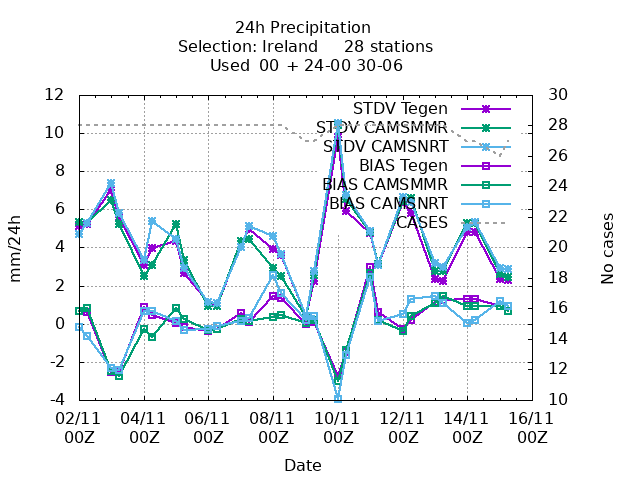 24h Precipitation
Selection: Ireland 28 stations
Used 00 + 24-00 30-06
12 30
STDV Tegen
10 28
STDV CAMSMMR
STDV CAMSNRT
26
8 BIAS Tegen
24
BIAS CAMSMMR
6 22
BIAS CAMSNRT
CASES
4 20
mm/24h
No cases
18
2
16
0
14
-2 12
-4 10
02/11 04/11 06/11 08/11 10/11 12/11 14/11 16/11
00Z 00Z 00Z 00Z 00Z 00Z 00Z 00Z
Date